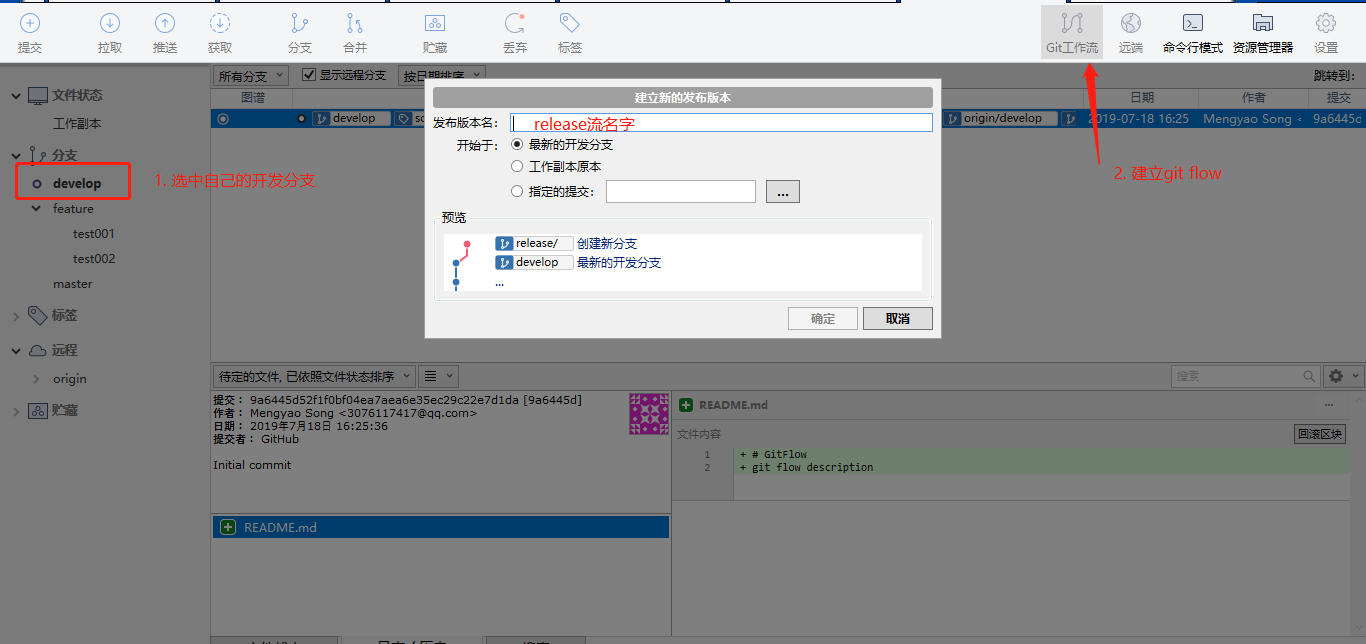 提交 拉取 推送 获取 分支 合并 贮藏 丢弃 标签 Git工作流 远端 命令行模式 资源管理器 设置
所有分支 显示远程分支 按日期排序 跳转到:
图谱 日期 作者 提交
develop origin/develop 2019-07-18 16:25 Mengyao Song < 9a6445d
文件状态
工作副本
分支
develop
feature
test001
test002
master
标签
远程
origin
贮藏
1. 选中自己的开发分支
2. 建立git flow
建立新的发布版本
发布版本名: release流名字
开始于: 最新的开发分支
工作副本原本
指定的提交: ...
预览
release/ 创建新分支
develop 最新的开发分支
...
确定 取消
待定的文件, 已依照文件状态排序 搜索
提交: 9a6445d52f1f0bf04ea7aea6e35ec29c22e7d1da [9a6445d]
作者: Mengyao Song <3076117417@qq.com>
日期: 2019年7月18日 16:25:36
提交者: GitHub
Initial commit
README.md
README.md ...
文件内容 回滚区块
1 + # GitFlow
2 + git flow description